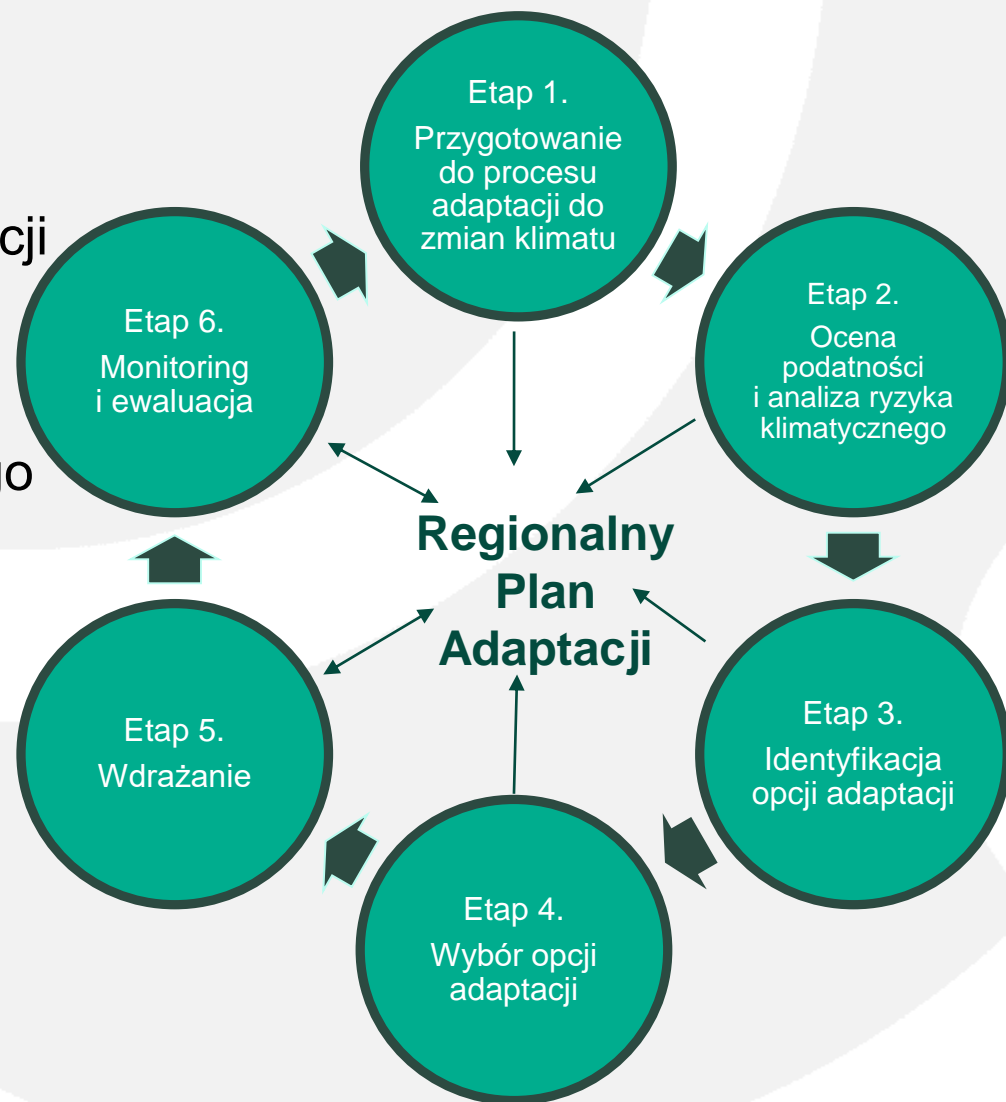 Etap 1.
Przygotowanie
do procesu
adaptacji do
zmian klimatu
Etap 2.
Ocena
podatności
i analiza ryzyka
klimatycznego
Etap 3.
Identyfikacja
opcji adaptacji
Etap 4.
Wybór opcji
adaptacji
Etap 5.
Wdrażanie
Etap 6.
Monitoring
i ewaluacja
Regionalny
Plan
Adaptacji
cji
go